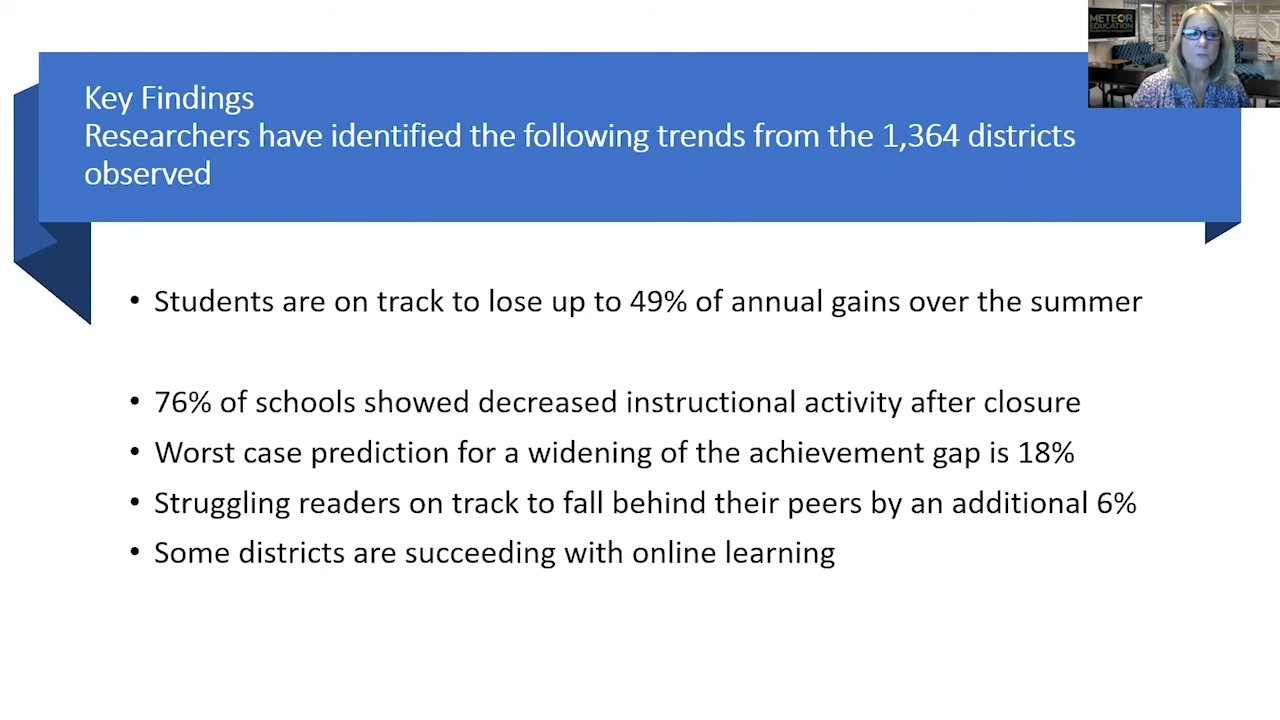 METEOR
EDUCATION
Key Findings
Researchers have identified the following trends from the 1,364 districts
observed
• Students are on track to lose up to 49% of annual gains over the summer
• 76% of schools showed decreased instructional activity after closure
• Worst case prediction for a widening of the achievement gap is 18%
• Struggling readers on track to fall behind their peers by an additional 6%
• Some districts are succeeding with online learning